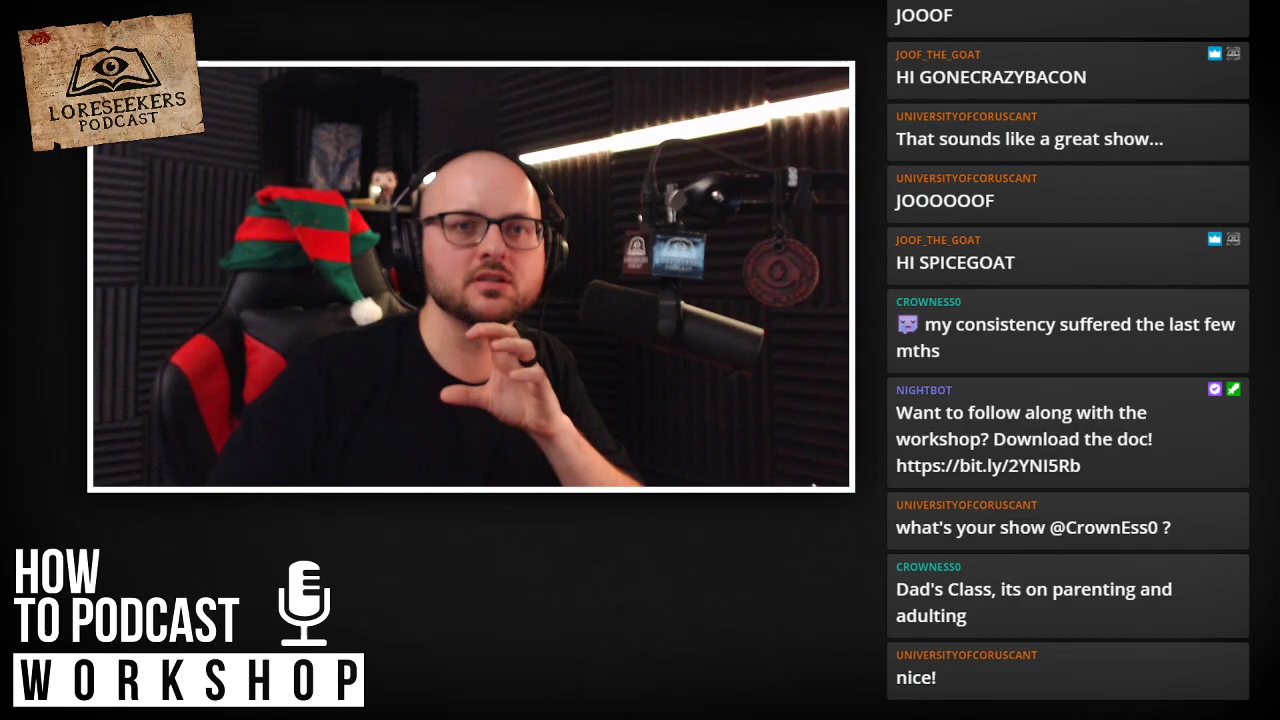 LORESEEKERS
PODCAST
HOW
TO PODCAST
WORKSHOP
JOOOF
JOOF_THE_GOAT
HI GONECRAZYBACON
UNIVERSITYOFCORUSCANT
That sounds like a great show...
UNIVERSITYOFCORUSCANT
JOOOOOOF
JOOF_THE_GOAT
HI SPICEGOAT
CROWNESS0
my consistency suffered the last few
mths
NIGHTBOT
Want to follow along with the
workshop? Download the doc!
https://bit.ly/2YNI5Rb
UNIVERSITYOFCORUSCANT
what's your show @CrownEss0 ?
CROWNESS0
Dad's Class, its on parenting and
adulting
UNIVERSITYOFCORUSCANT
nice!